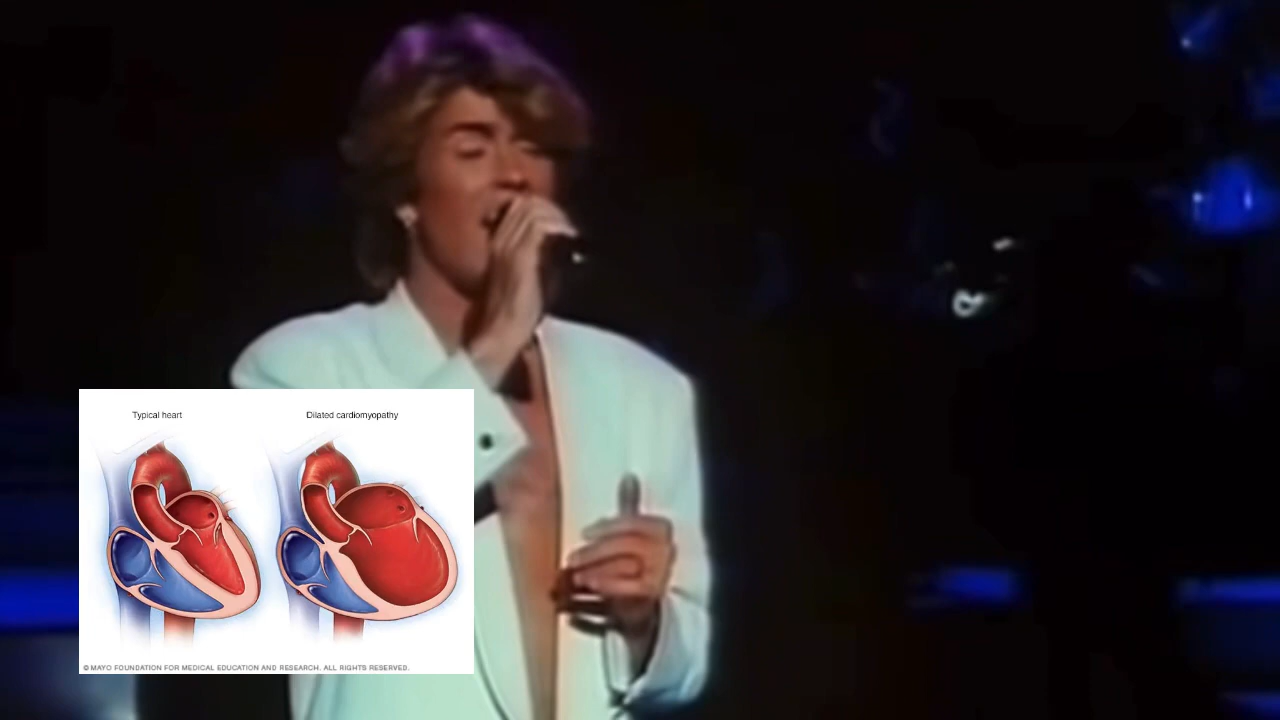 Typical heart
Dilated cardiomyopathy
© MAYO FOUNDATION FOR MEDICAL EDUCATION AND RESEARCH. ALL RIGHTS RESERVED.